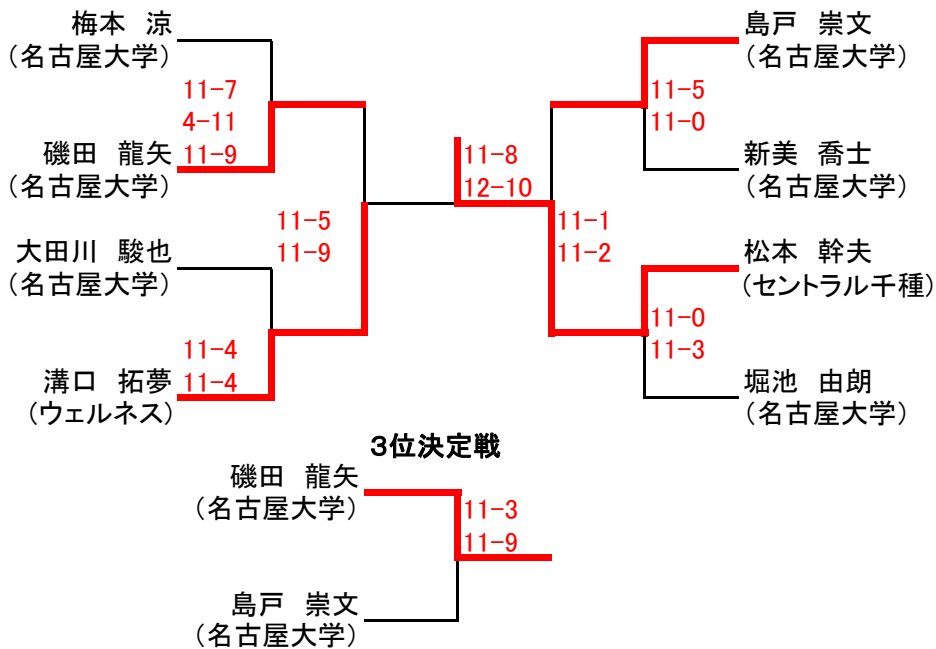 梅本　涼
(名古屋大学)
11-7
4-11
11-9
磯田　龍矢
(名古屋大学)
11-5
11-9
大田川　駿也
(名古屋大学)
11-4
11-4
溝口　拓夢
(ウェルネス)
11-8
12-10
島戸　崇文
(名古屋大学)
11-5
11-0
新美　喬士
(名古屋大学)
11-1
11-2
松本　幹夫
(セントラル千種)
11-0
11-3
堀池　由朗
(名古屋大学)
3位決定戦
磯田　龍矢
(名古屋大学)
11-3
11-9
島戸　崇文
(名古屋大学)